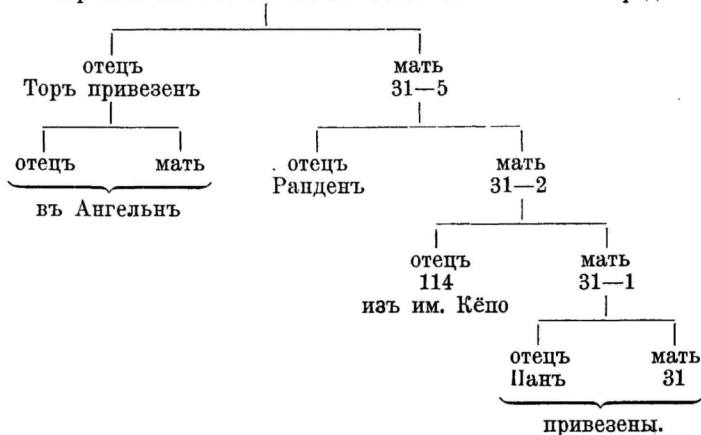 отецъ мать
Торъ привезенъ 31—5
отецъ мать отецъ мать
въ Ангельнъ Ранденъ 31—2
отецъ мать
114 31—1
изъ им. Кёпо
отецъ мать
Панъ 31
привезены.